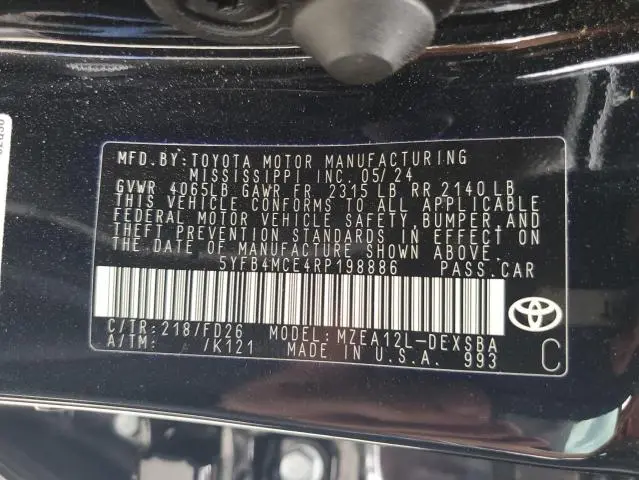 MFD.BY:TOYOTA MOTOR MANUFACTURING
MISSISSIPPI INC. 05/24
GVWR 4065LB GAWR FR. 2315 LB RR 2140 LB
THIS VEHICLE CONFORMS TO ALL APPLICABLE
FEDERAL MOTOR VEHICLE SAFETY, BUMPER, AND
THEFT PREVENTION STANDARDS IN EFFECT ON
THE DATE OF MANUFACTURE SHOWN ABOVE.
5YFB4MCE4RP198886 PASS.CAR
C/TR:218/FD26 MODEL:MZEA12L-DEXSBA
A/TM: /K121 MADE IN U.S.A. 993
C